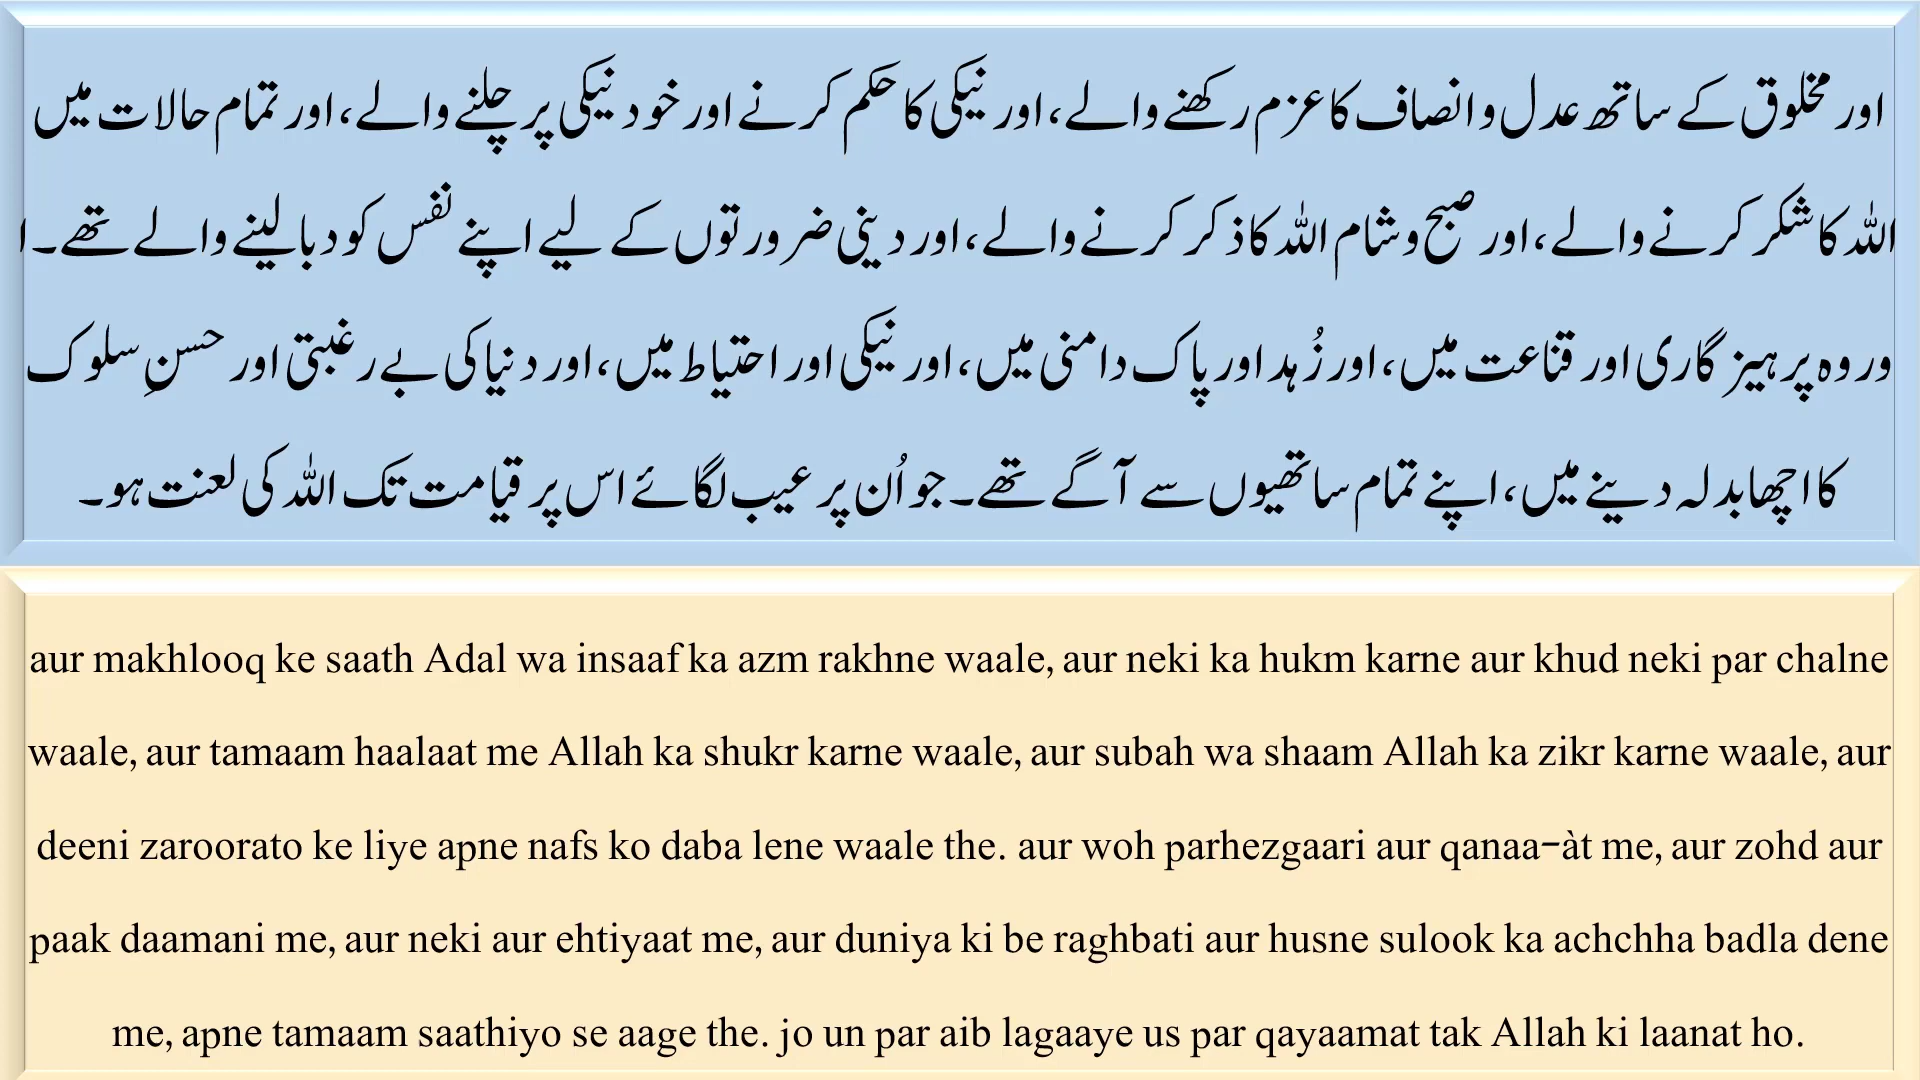 اور مخلوق کے ساتھ عدل و انصاف کا عزم رکھنے والے، اور نیکی کا حکم کرنے اور خود نیکی پر چلنے والے، اور تمام حالات میں
اللہ کا شکر کرنے والے، اور صبح و شام اللہ کا ذکر کرنے والے، اور دینی ضرورتوں کے لیے اپنے نفس کو دبا لینے والے تھے۔ ا
ور وہ پرہیز گاری اور قناعت میں، اور زُہد اور پاک دامنی میں، اور نیکی اور احتیاط میں، اور دنیا کی بے رغبتی اور حسنِ سلوک
کا اچھا بدلہ دینے میں، اپنے تمام ساتھیوں سے آگے تھے۔ جو اُن پر عیب لگائے اس پر قیامت تک اللہ کی لعنت ہو۔
aur makhlooq ke saath Adal wa insaaf ka azm rakhne waale, aur neki ka hukm karne aur khud neki par chalne
waale, aur tamaam haalaat me Allah ka shukr karne waale, aur subah wa shaam Allah ka zikr karne waale, aur
deeni zaroorato ke liye apne nafs ko daba lene waale the. aur woh parhezgaari aur qanaa-àt me, aur zohd aur
paak daamani me, aur neki aur ehtiyaat me, aur duniya ki be raghbati aur husne sulook ka achchha badla dene
me, apne tamaam saathiyo se aage the. jo un par aib lagaaye us par qayaamat tak Allah ki laanat ho.